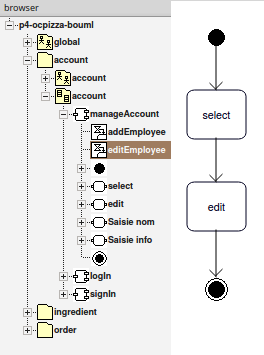 browser
p4-ocpizza-bouml
global
account
account
account
manageAccount
addEmployee
editEmployee
select
edit
Saisie nom
Saisie info
logIn
signIn
ingredient
order
select
edit